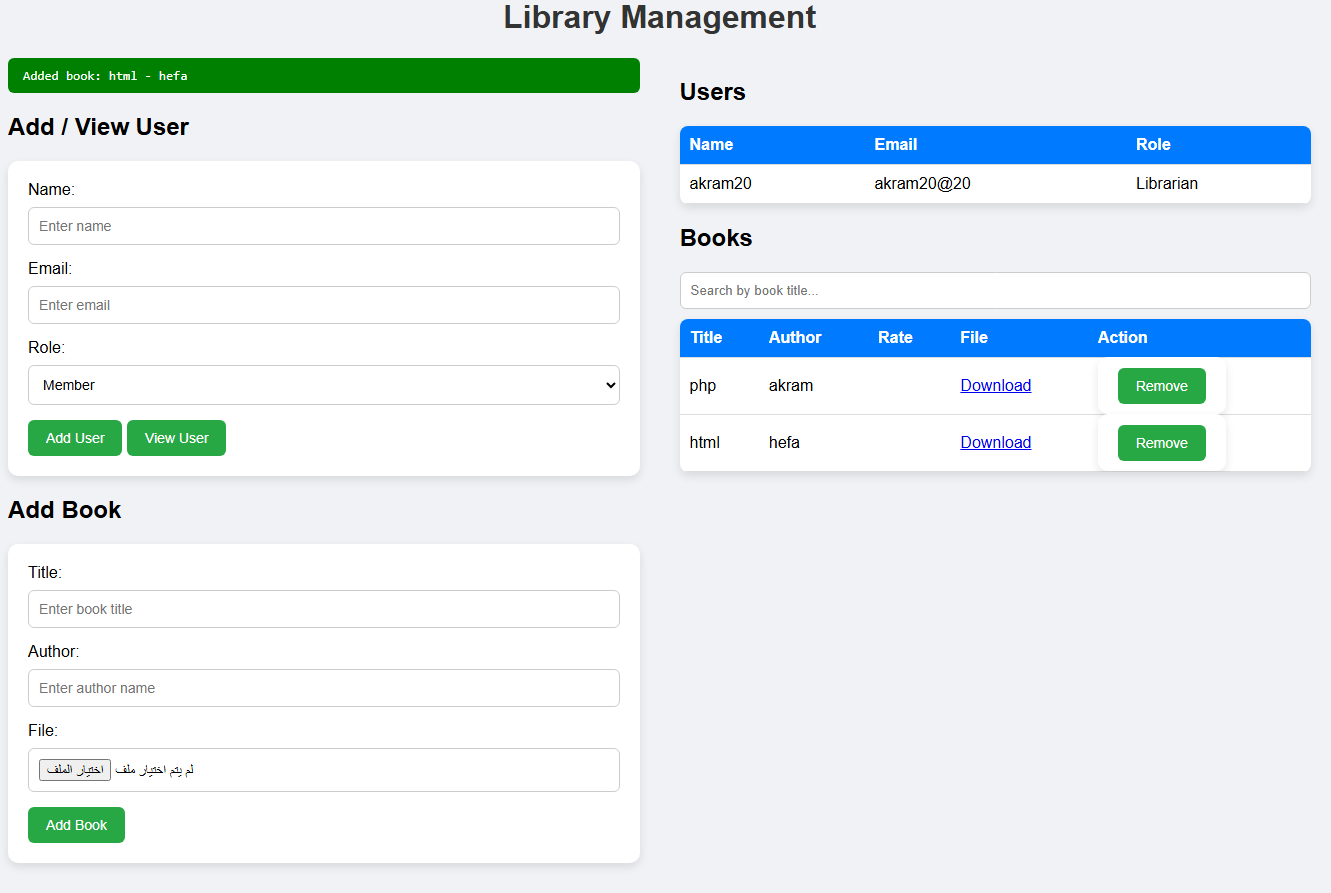 Library Management
Added book: html - hefa
Add / View User
Name:
Enter name
Email:
Enter email
Role:
Member
Add User View User
Add Book
Title:
Enter book title
Author:
Enter author name
File:
اختيار الملف لم يتم اختيار ملف
Add Book
Users
Name Email Role
akram20 akram20@20 Librarian
Books
Search by book title...
Title Author Rate File Action
php akram Download Remove
html hefa Download Remove